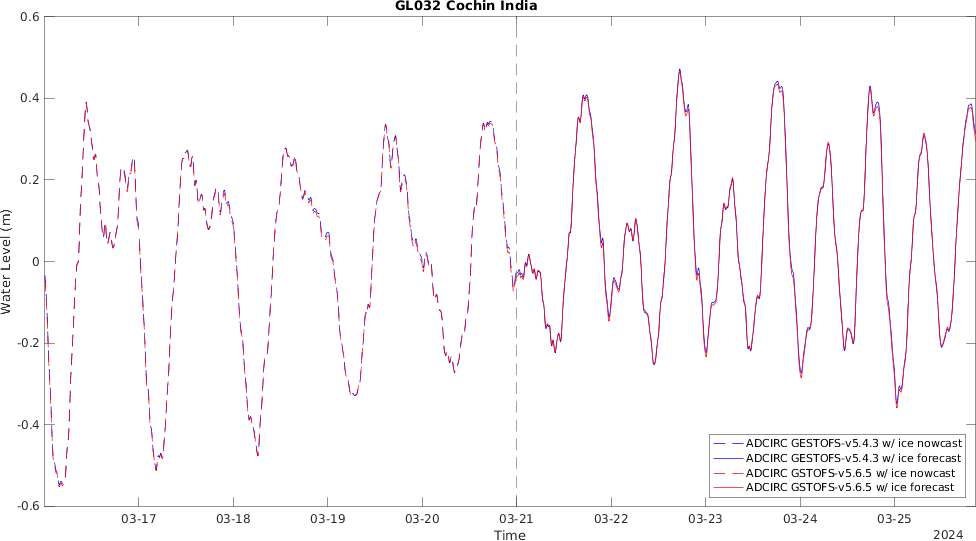 GL032 Cochin India
0.6
0.4
0.2
0
-0.2
-0.4
-0.6
Water Level (m)
ADCIRC GESTOFS-v5.4.3 w/ ice nowcast
ADCIRC GESTOFS-v5.4.3 w/ ice forecast
ADCIRC GSTOFS-v5.6.5 w/ ice nowcast
ADCIRC GSTOFS-v5.6.5 w/ ice forecast
03-17 03-18 03-19 03-20 03-21 03-22 03-23 03-24 03-25
Time
2024